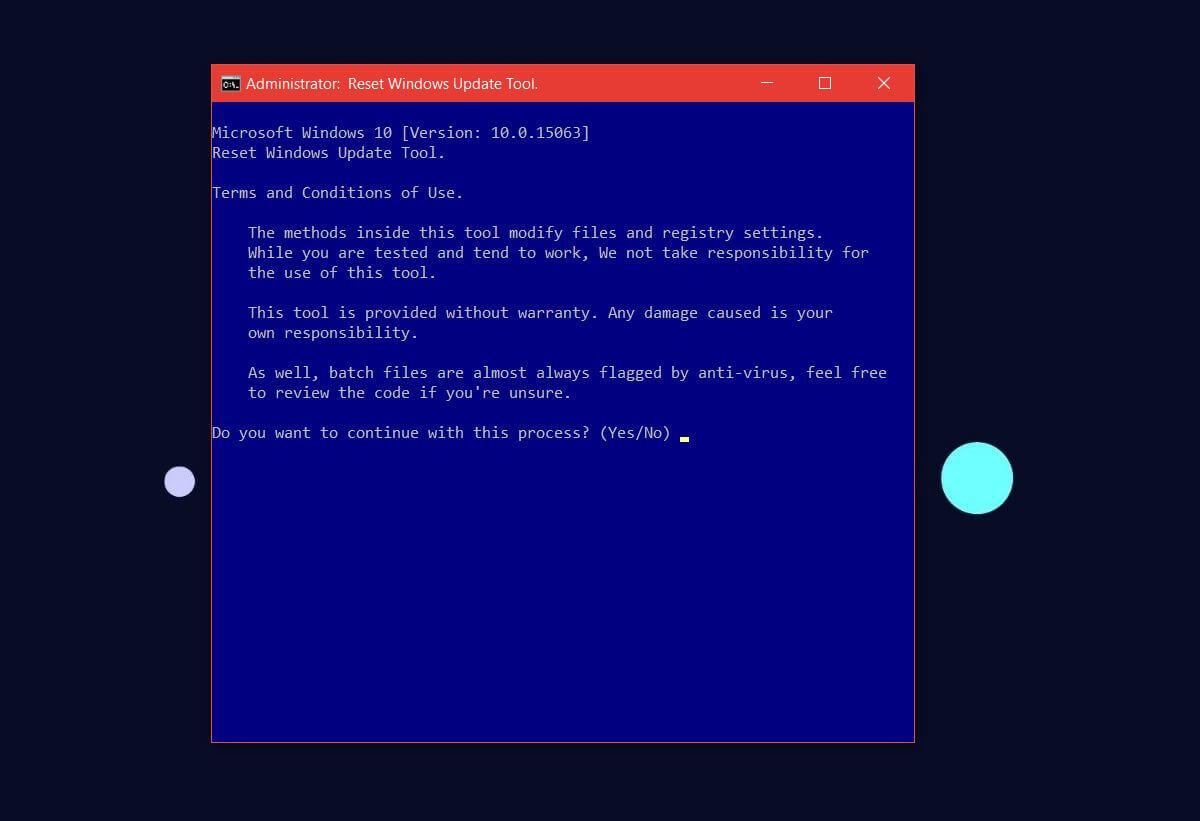 Administrator:  Reset Windows Update Tool.
Microsoft Windows 10 [Version: 10.0.15063]
Reset Windows Update Tool.
Terms and Conditions of Use.
The methods inside this tool modify files and registry settings.
While you are tested and tend to work, We not take responsibility for
the use of this tool.
This tool is provided without warranty. Any damage caused is your
own responsibility.
As well, batch files are almost always flagged by anti-virus, feel free
to review the code if you're unsure.
Do you want to continue with this process? (Yes/No)